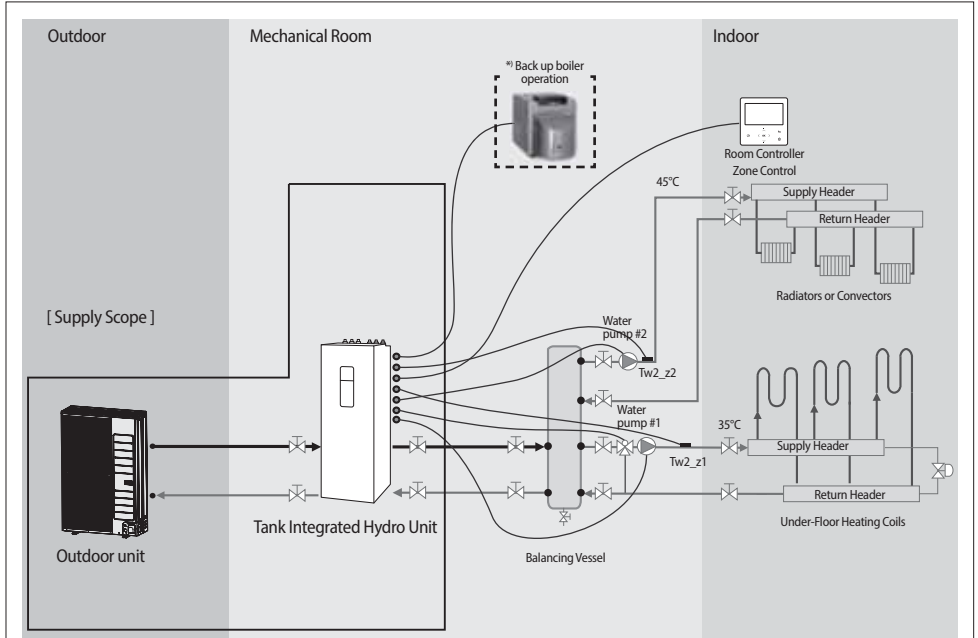 Outdoor
Mechanical Room
Indoor
*) Back up boiler
operation
Room Controller
Zone Control
45°C
Supply Header
Return Header
Radiators or Convectors
[ Supply Scope ]
Water
pump #2
Tw2_z2
Water
pump #1
35°C
Tw2_z1
Supply Header
Return Header
Under-Floor Heating Coils
Tank Integrated Hydro Unit
Outdoor unit
Balancing Vessel